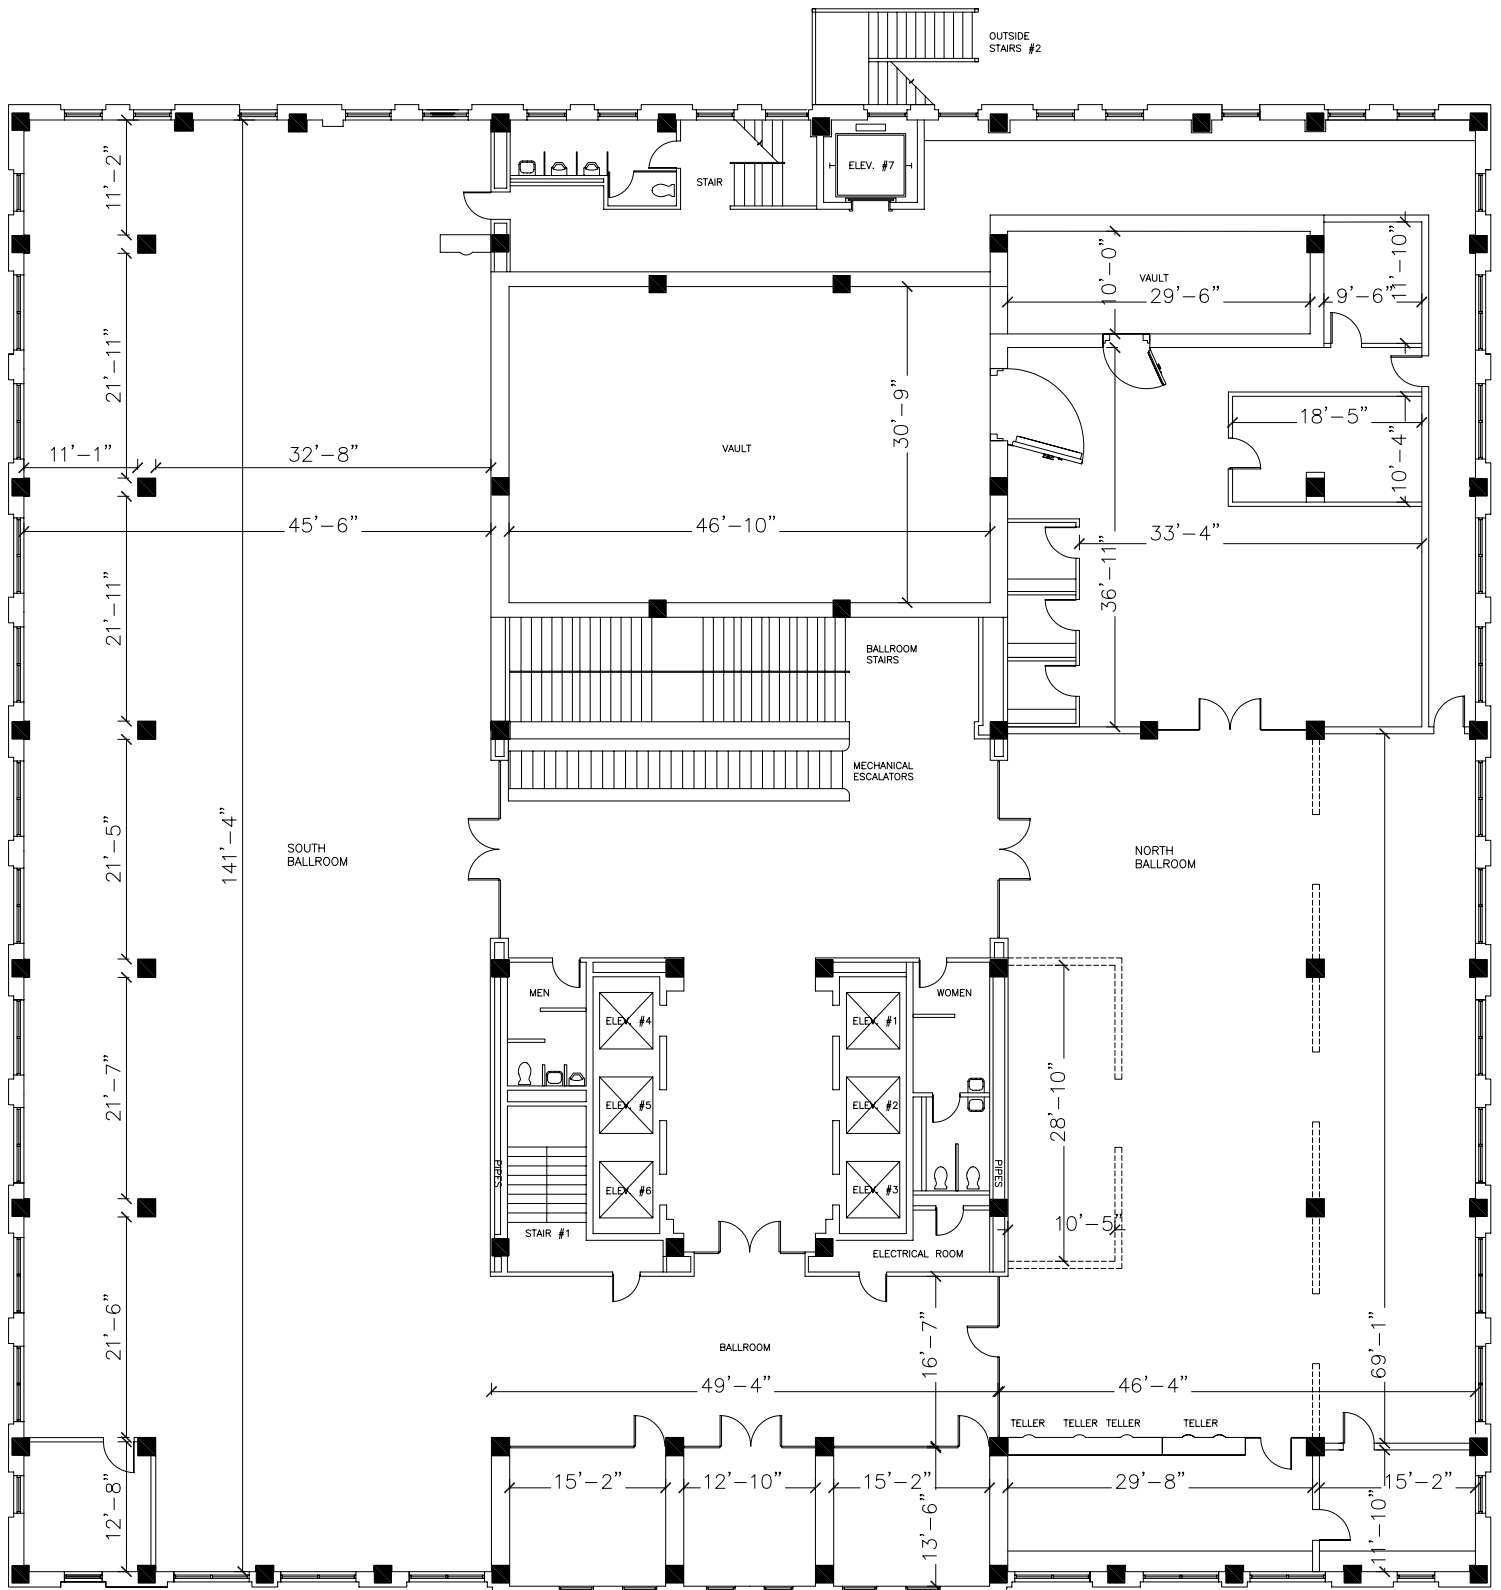 OUTSIDE
STAIRS #2
ELEV. #7
STAIR
11'-2"
11'-10"
10'-0"
VAULT
29'-6"
9'-6"
21'-11"
30'-9"
18'-5"
VAULT
11'-1"
32'-8"
10'-4"
45'-6"
46'-10"
33'-4"
36'-11"
21'-11"
BALLROOM
STAIRS
MECHANICAL
ESCALATORS
141'-4"
21'-5"
SOUTH
BALLROOM
NORTH
BALLROOM
MEN
WOMEN
ELEV. #4
ELEV. #1
21'-7"
28'-10"
ELEV. #5
ELEV. #2
PIPES
PIPES
ELEV. #6
ELEV. #3
10'-5"
STAIR #1
ELECTRICAL ROOM
21'-6"
BALLROOM
16'-7"
69'-1"
49'-4"
46'-4"
TELLER
TELLER
TELLER
TELLER
12'-8"
15'-2"
12'-10"
15'-2"
29'-8"
15'-2"
13'-6"
11'-10"